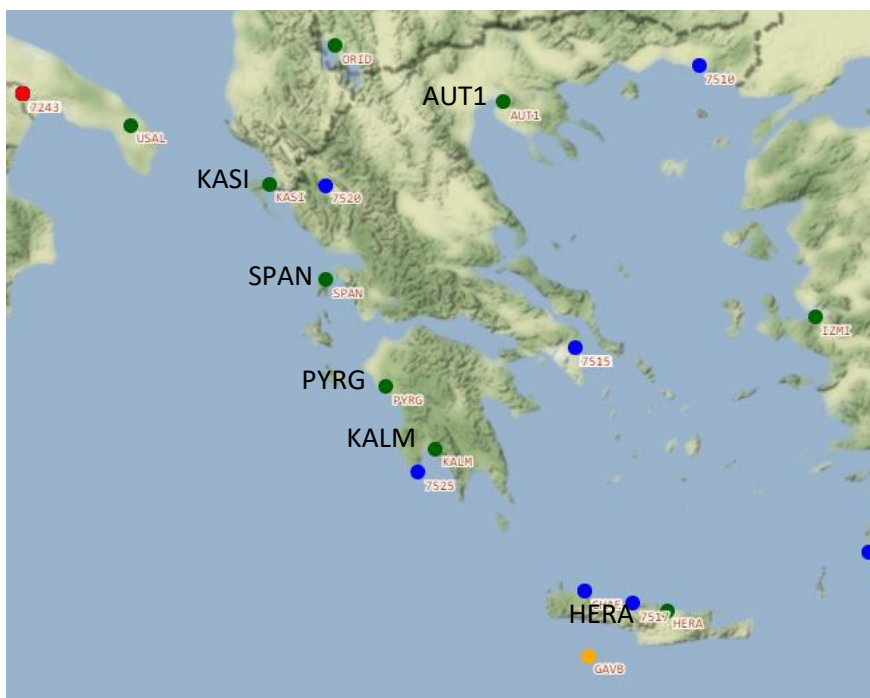 ORID
7510
7243
AUT1
AUT1
USAL
KASI
KASI
7520
SPAN
SPAN
IZMI
7515
PYRG
PYRG
KALM
KALM
7525
HERA
7517
HERA
GAVB